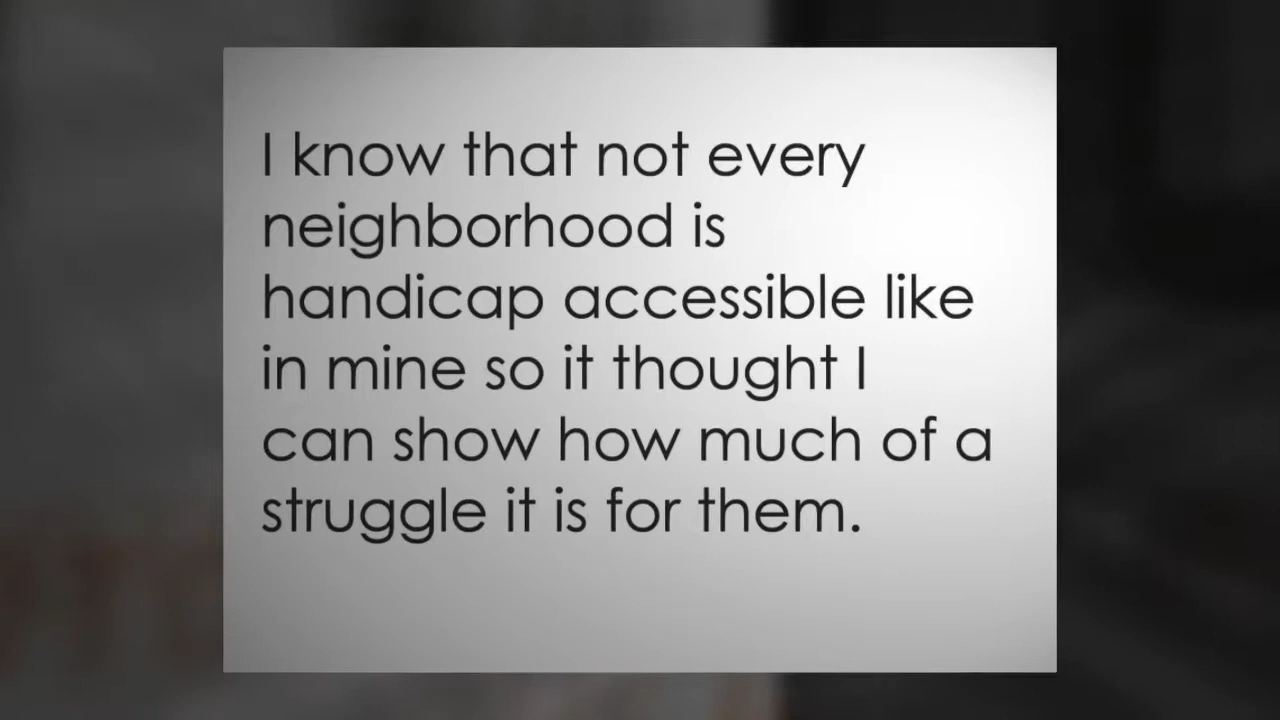 I know that not every
neighborhood is
handicap accessible like
in mine so it thought I
can show how much of a
struggle it is for them.